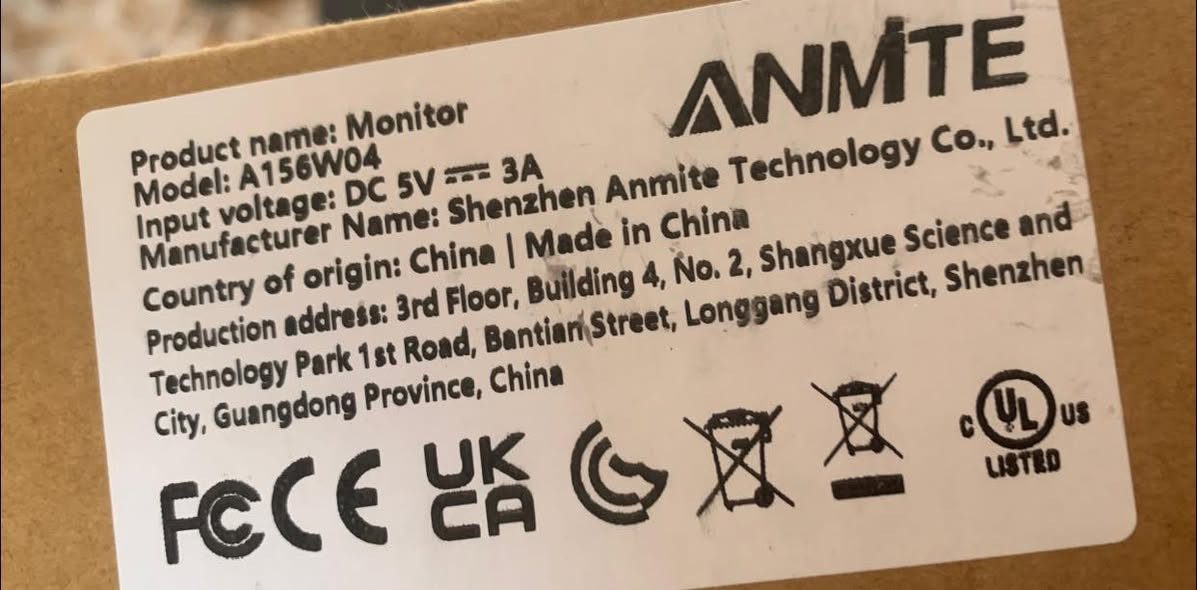 ANMITE
Product name: Monitor
Model: A156W04
Input voltage: DC 5V ⎓ 3A
Manufacturer Name: Shenzhen Anmite Technology Co., Ltd.
Country of origin: China | Made in China
Production address: 3rd Floor, Building 4, No. 2, Shangxue Science and
Technology Park 1st Road, Bantian Street, Longgang District, Shenzhen
City, Guangdong Province, China
FC CE UK CA
C UL US
LISTED